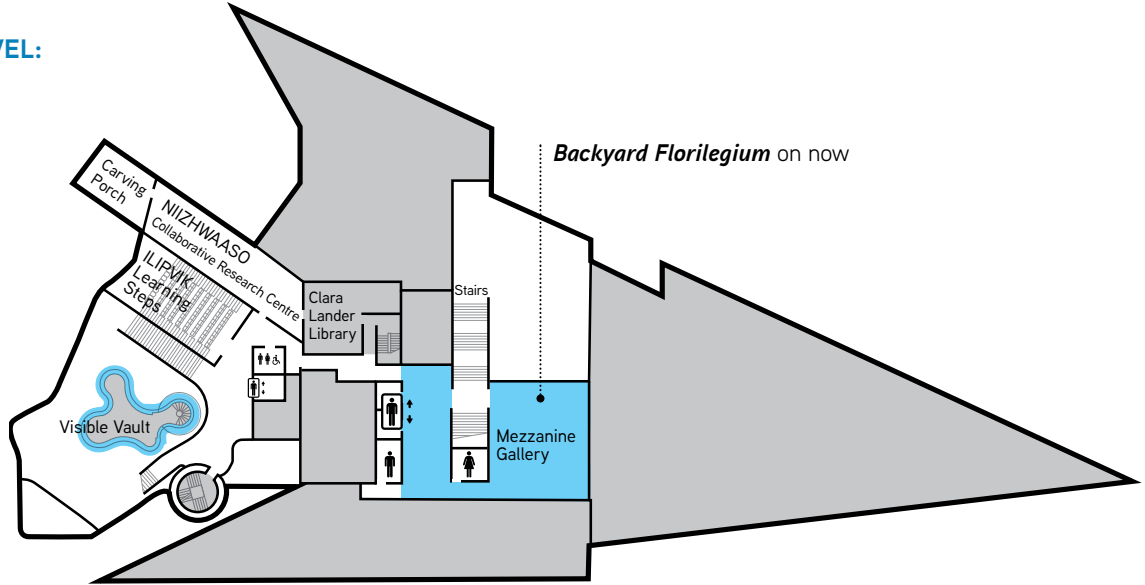 VEL:
Backyard Florilegium on now
Carving
Porch
NIIZHWAASO
Collaborative Research Centre
ILIPVIK
Learning
Steps
Clara
Lander
Library
Stairs
Visible Vault
Mezzanine
Gallery